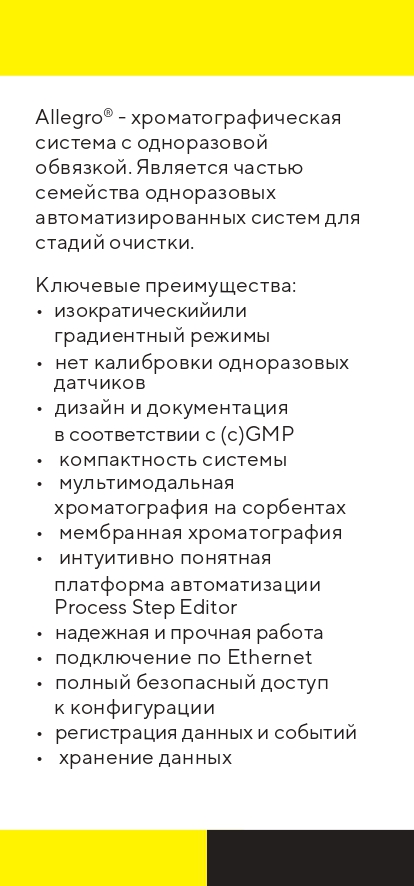 Allegro® - хроматографическая
система с одноразовой
обвязкой. Является частью
семейства одноразовых
автоматизированных систем для
стадий очистки.
Ключевые преимущества:
• изократическийили
градиентный режимы
• нет калибровки одноразовых
датчиков
• дизайн и документация
в соответствии с (с)GMP
• компактность системы
• мультимодальная
хроматография на сорбентах
• мембранная хроматография
• интуитивно понятная
платформа автоматизации
Process Step Editor
• надежная и прочная работа
• подключение по Ethernet
• полный безопасный доступ
к конфигурации
• регистрация данных и событий
• хранение данных